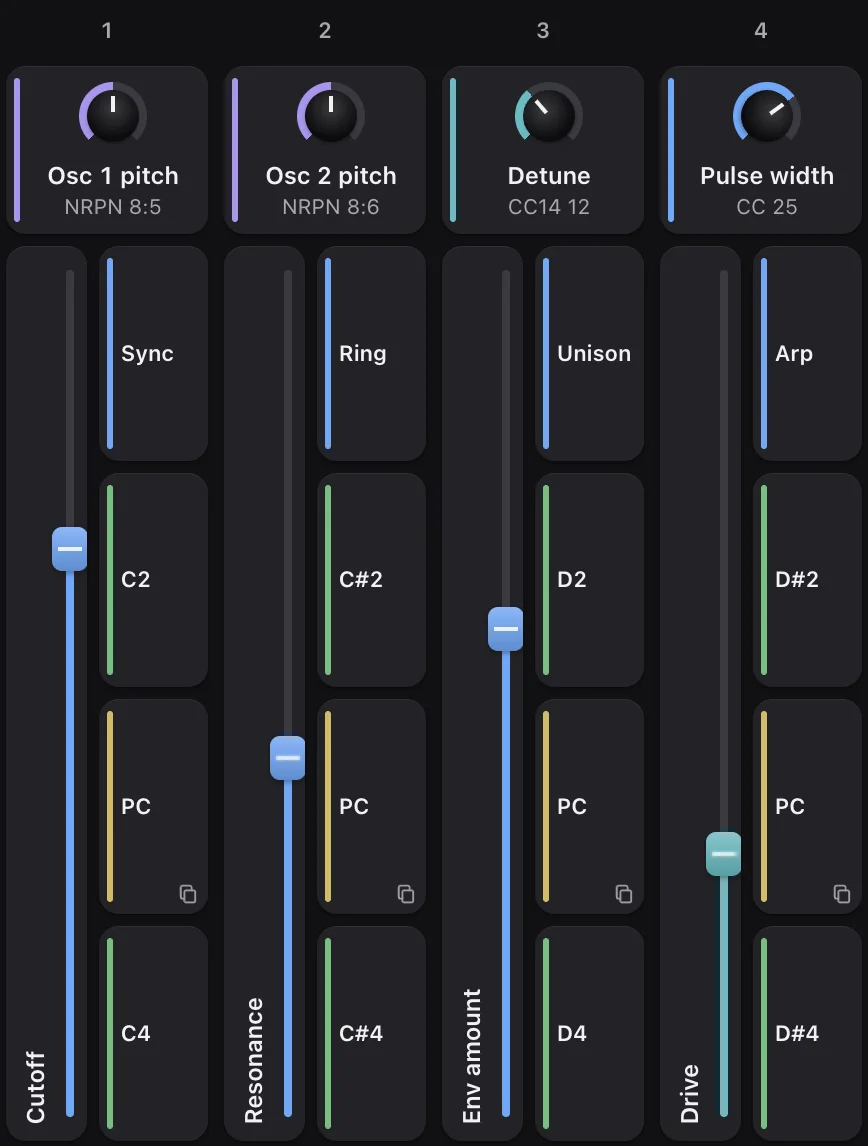 1 2 3 4
Osc 1 pitch Osc 2 pitch Detune Pulse width
NRPN 8:5 NRPN 8:6 CC14 12 CC 25
Sync Ring Unison Arp
C2 C#2 D2 D#2
PC PC PC PC
C4 C#4 D4 D#4
Cutoff Resonance Env amount Drive